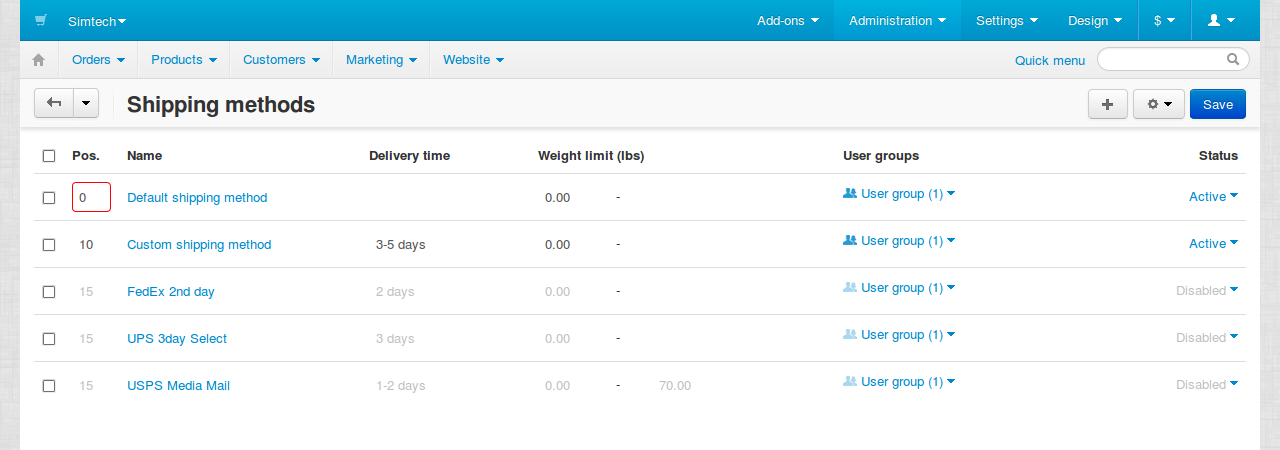 Simtech Add-ons Administration Settings Design $
Orders Products Customers Marketing Website Quick menu
Shipping methods Save
Pos. Name Delivery time Weight limit (lbs) User groups Status
0 Default shipping method 0.00 - User group (1) Active
10 Custom shipping method 3-5 days 0.00 - User group (1) Active
15 FedEx 2nd day 2 days 0.00 - User group (1) Disabled
15 UPS 3day Select 3 days 0.00 - User group (1) Disabled
15 USPS Media Mail 1-2 days 0.00 - 70.00 User group (1) Disabled